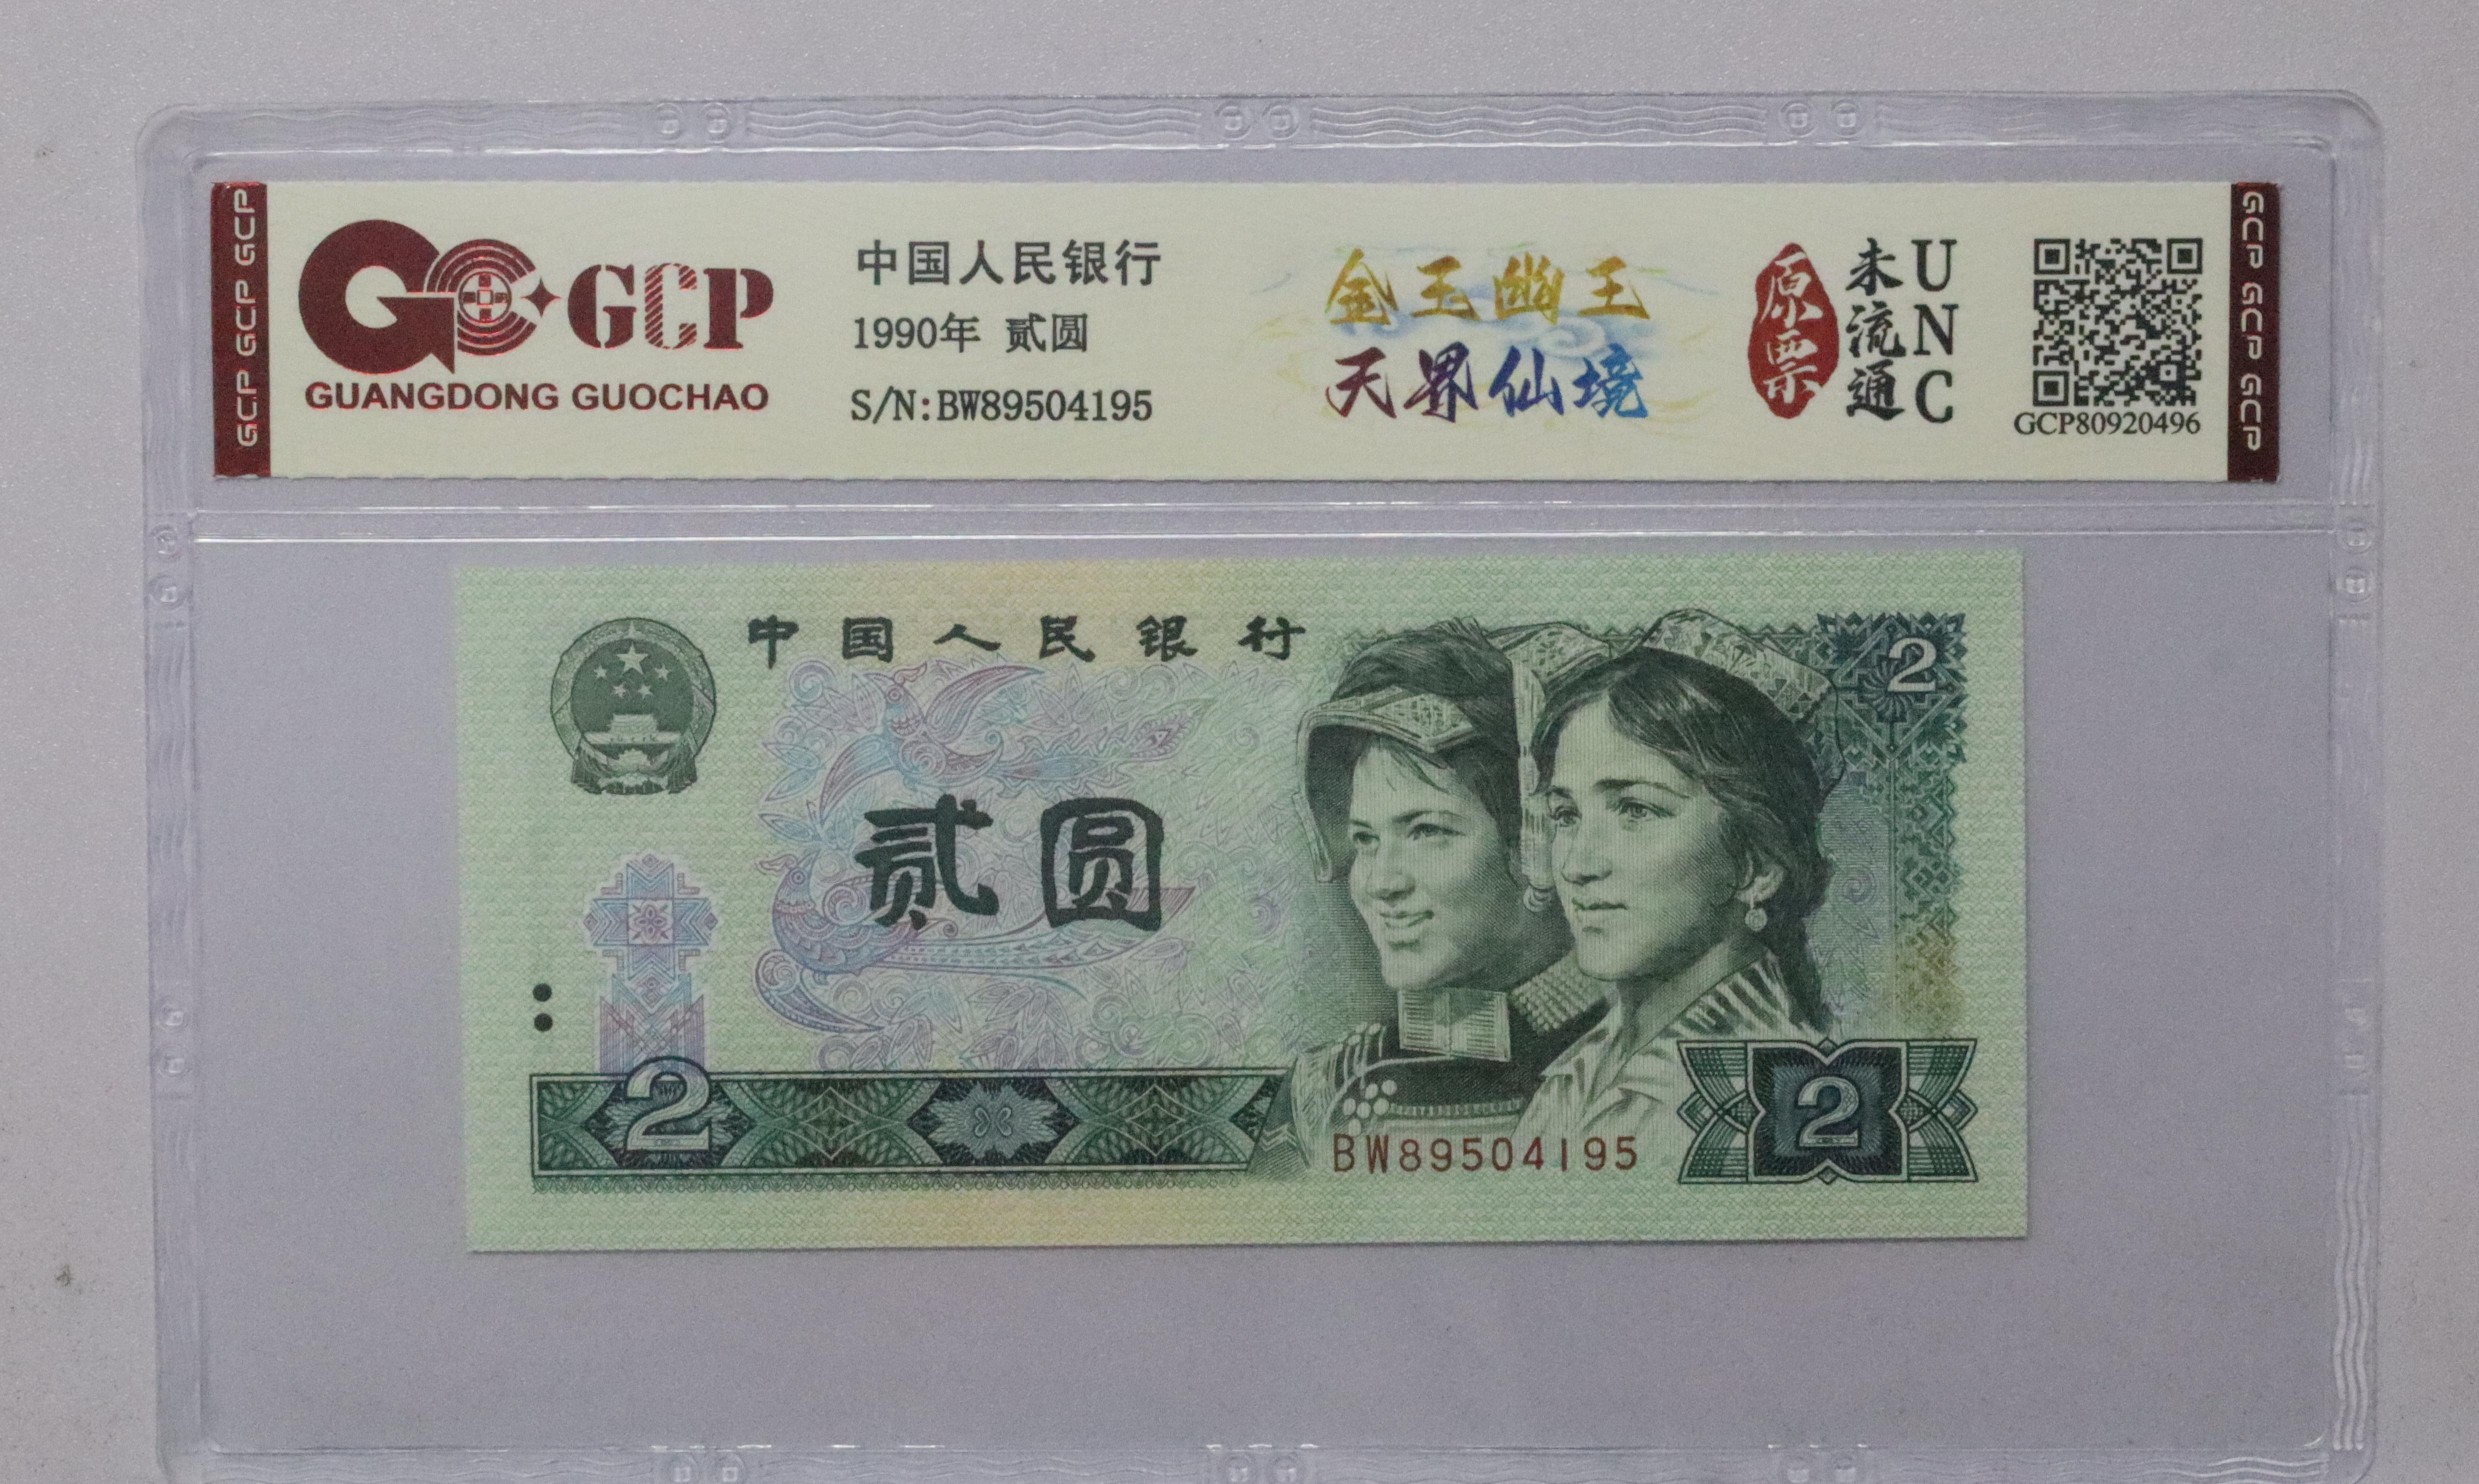 GCP GCP GCP
GCP
GUANGDONG GUOCHAO
中国人民银行
1990年 贰圆
S/N:BW89504195
金玉幽王
天界仙境
原票
未流通
UNC
GCP80920496
GCP GCP GCP
中国人民银行
2
贰圆
2
BW89504195
2